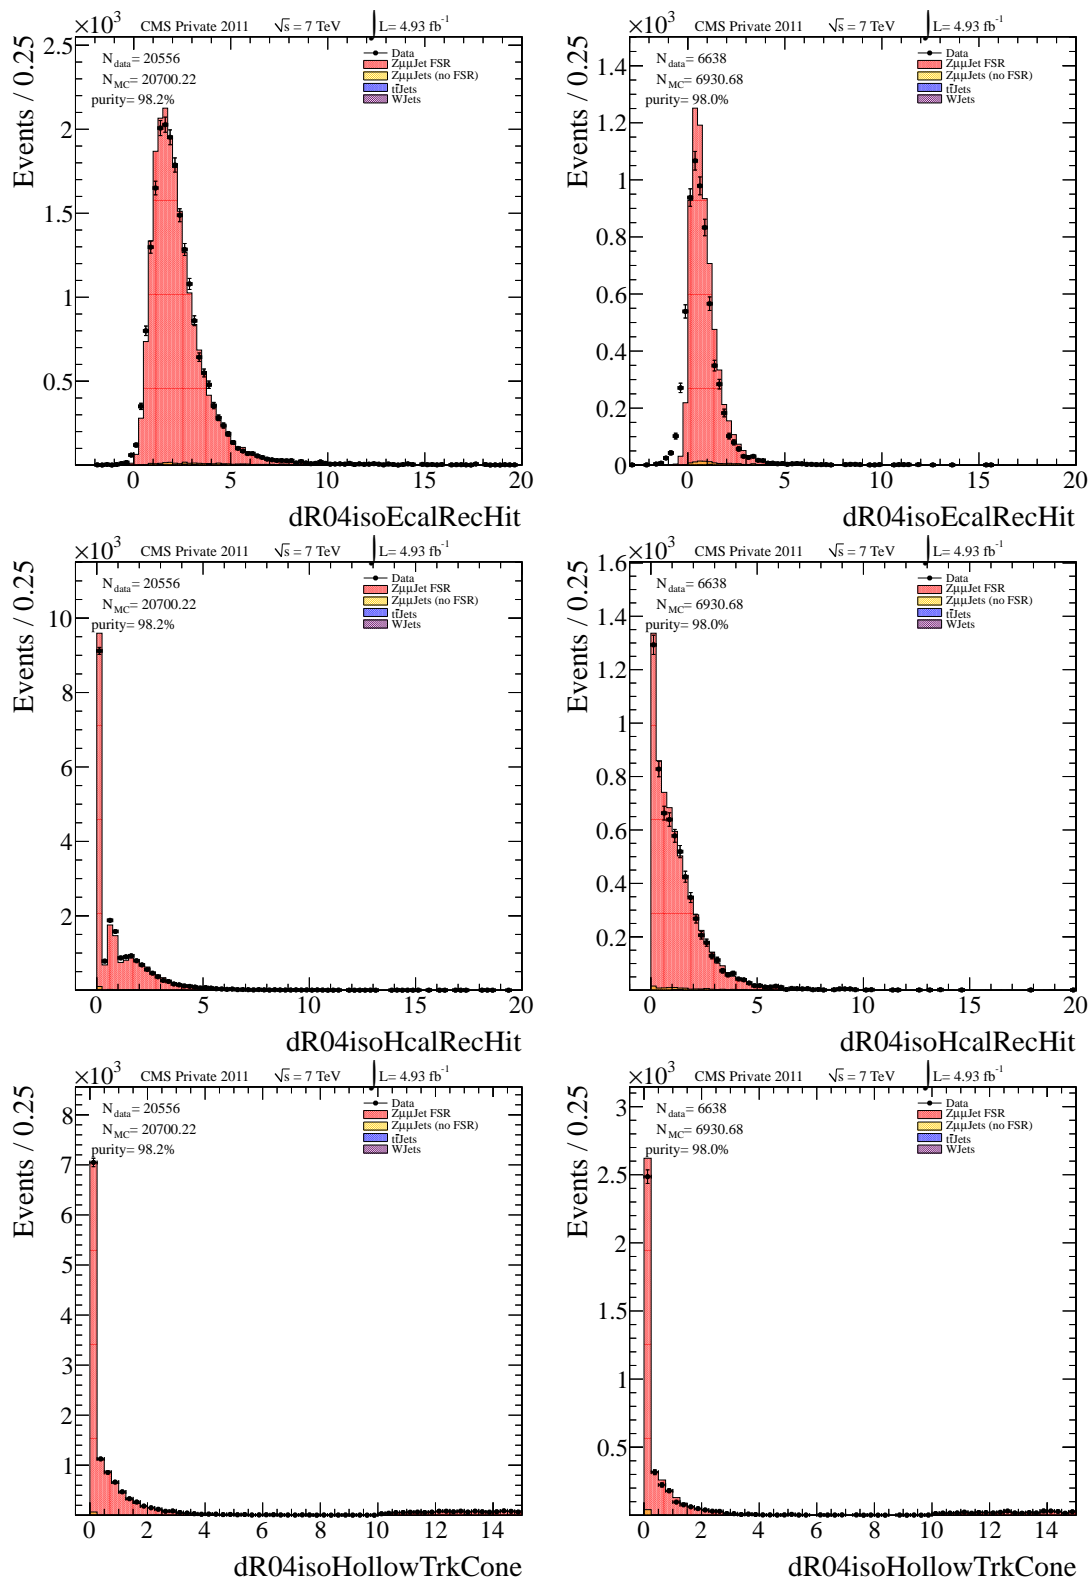 ×10³ CMS Private 2011 √s = 7 TeV L= 4.93 fb⁻¹
Events / 0.25
N_data= 20556
N_MC= 20700.22
purity= 98.2%
Data
ZμμJet FSR
ZμμJets (no FSR)
tt̄Jets
WJets
2.5
2
1.5
1
0.5
0 5 10 15 20
dR04isoEcalRecHit
×10³ CMS Private 2011 √s = 7 TeV L= 4.93 fb⁻¹
Events / 0.25
N_data= 6638
N_MC= 6930.68
purity= 98.0%
Data
ZμμJet FSR
ZμμJets (no FSR)
tt̄Jets
WJets
1.4
1.2
1
0.8
0.6
0.4
0.2
0
0 5 10 15 20
dR04isoEcalRecHit
×10³ CMS Private 2011 √s = 7 TeV L= 4.93 fb⁻¹
Events / 0.25
N_data= 20556
N_MC= 20700.22
purity= 98.2%
Data
ZμμJet FSR
ZμμJets (no FSR)
tt̄Jets
WJets
10
8
6
4
2
0 5 10 15 20
dR04isoHcalRecHit
×10³ CMS Private 2011 √s = 7 TeV L= 4.93 fb⁻¹
Events / 0.25
N_data= 6638
N_MC= 6930.68
purity= 98.0%
Data
ZμμJet FSR
ZμμJets (no FSR)
tt̄Jets
WJets
1.6
1.4
1.2
1
0.8
0.6
0.4
0.2
0 5 10 15 20
dR04isoHcalRecHit
×10³ CMS Private 2011 √s = 7 TeV L= 4.93 fb⁻¹
Events / 0.25
N_data= 20556
N_MC= 20700.22
purity= 98.2%
Data
ZμμJet FSR
ZμμJets (no FSR)
tt̄Jets
WJets
8
7
6
5
4
3
2
1
0 2 4 6 8 10 12 14
dR04isoHollowTrkCone
×10³ CMS Private 2011 √s = 7 TeV L= 4.93 fb⁻¹
Events / 0.25
N_data= 6638
N_MC= 6930.68
purity= 98.0%
Data
ZμμJet FSR
ZμμJets (no FSR)
tt̄Jets
WJets
3
2.5
2
1.5
1
0.5
0 2 4 6 8 10 12 14
dR04isoHollowTrkCone